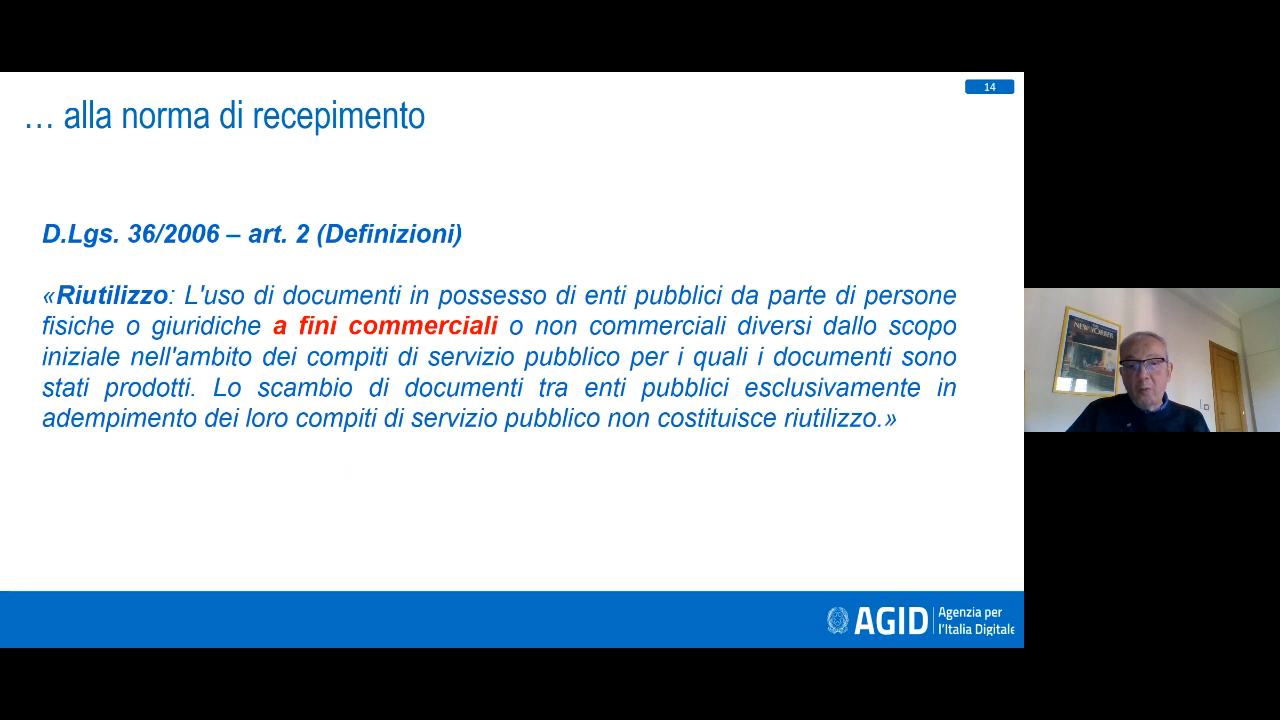 14
… alla norma di recepimento
D.Lgs. 36/2006 – art. 2 (Definizioni)
«Riutilizzo: L'uso di documenti in possesso di enti pubblici da parte di persone
fisiche o giuridiche a fini commerciali o non commerciali diversi dallo scopo
iniziale nell'ambito dei compiti di servizio pubblico per i quali i documenti sono
stati prodotti. Lo scambio di documenti tra enti pubblici esclusivamente in
adempimento dei loro compiti di servizio pubblico non costituisce riutilizzo.»
AGID
Agenzia per
l'Italia Digitale
NEW YORKER